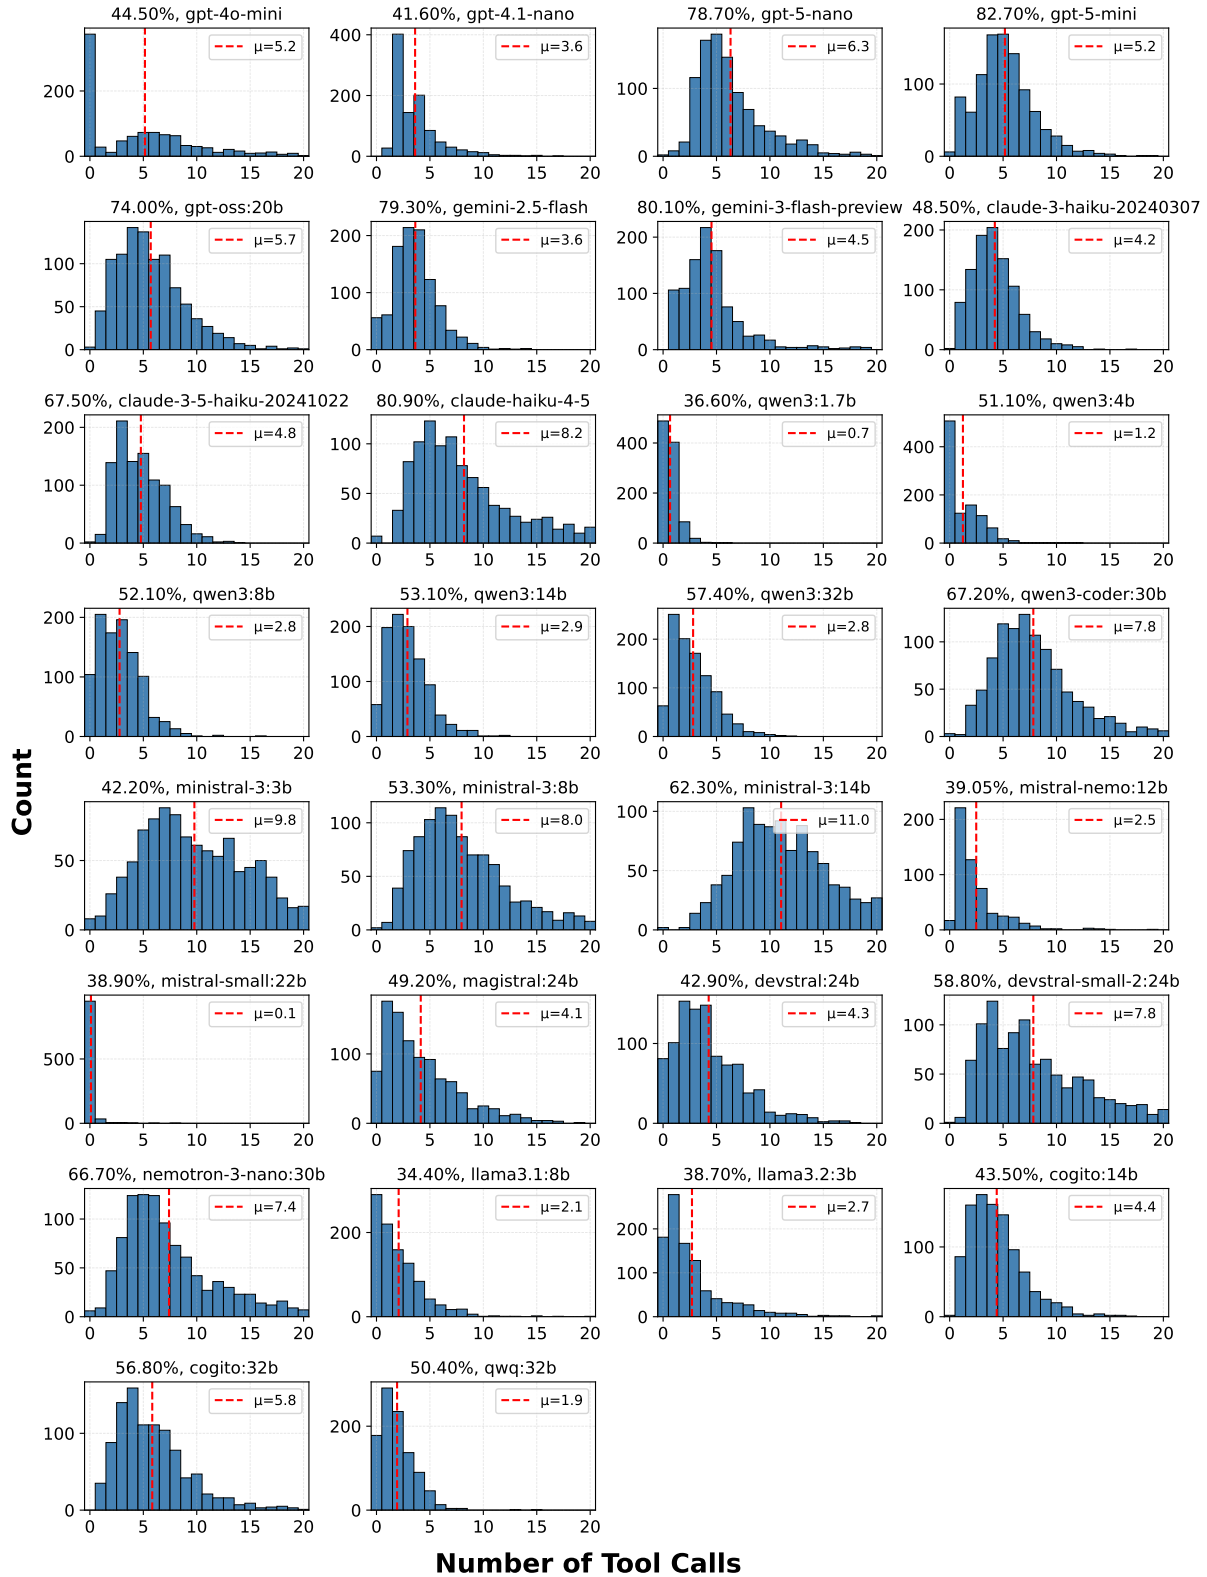 44.50%, gpt-4o-mini
200
0
0 5 10 15 20
μ=5.2
41.60%, gpt-4.1-nano
400
200
0
0 5 10 15 20
μ=3.6
78.70%, gpt-5-nano
100
0
0 5 10 15 20
μ=6.3
82.70%, gpt-5-mini
100
0
0 5 10 15 20
μ=5.2
74.00%, gpt-oss:20b
100
50
0
0 5 10 15 20
μ=5.7
79.30%, gemini-2.5-flash
200
100
0
0 5 10 15 20
μ=3.6
80.10%, gemini-3-flash-preview
200
100
0
0 5 10 15 20
μ=4.5
48.50%, claude-3-haiku-20240307
200
100
0
0 5 10 15 20
μ=4.2
67.50%, claude-3-5-haiku-20241022
200
100
0
0 5 10 15 20
μ=4.8
80.90%, claude-haiku-4-5
100
50
0
0 5 10 15 20
μ=8.2
36.60%, qwen3:1.7b
400
200
0
0 5 10 15 20
μ=0.7
51.10%, qwen3:4b
400
200
0
0 5 10 15 20
μ=1.2
52.10%, qwen3:8b
200
100
0
0 5 10 15 20
μ=2.8
53.10%, qwen3:14b
200
100
0
0 5 10 15 20
μ=2.9
57.40%, qwen3:32b
200
100
0
0 5 10 15 20
μ=2.8
67.20%, qwen3-coder:30b
100
50
0
0 5 10 15 20
μ=7.8
42.20%, ministral-3:3b
50
0
0 5 10 15 20
μ=9.8
53.30%, ministral-3:8b
100
50
0
0 5 10 15 20
μ=8.0
62.30%, ministral-3:14b
100
50
0
0 5 10 15 20
μ=11.0
39.05%, mistral-nemo:12b
200
100
0
0 5 10 15 20
μ=2.5
38.90%, mistral-small:22b
500
0
0 5 10 15 20
μ=0.1
49.20%, magistral:24b
100
0
0 5 10 15 20
μ=4.1
42.90%, devstral:24b
100
0
0 5 10 15 20
μ=4.3
58.80%, devstral-small-2:24b
100
50
0
0 5 10 15 20
μ=7.8
66.70%, nemotron-3-nano:30b
100
50
0
0 5 10 15 20
μ=7.4
34.40%, llama3.1:8b
200
0
0 5 10 15 20
μ=2.1
38.70%, llama3.2:3b
200
100
0
0 5 10 15 20
μ=2.7
43.50%, cogito:14b
100
0
0 5 10 15 20
μ=4.4
56.80%, cogito:32b
100
0
0 5 10 15 20
μ=5.8
50.40%, qwq:32b
200
0
0 5 10 15 20
μ=1.9
Count
Number of Tool Calls